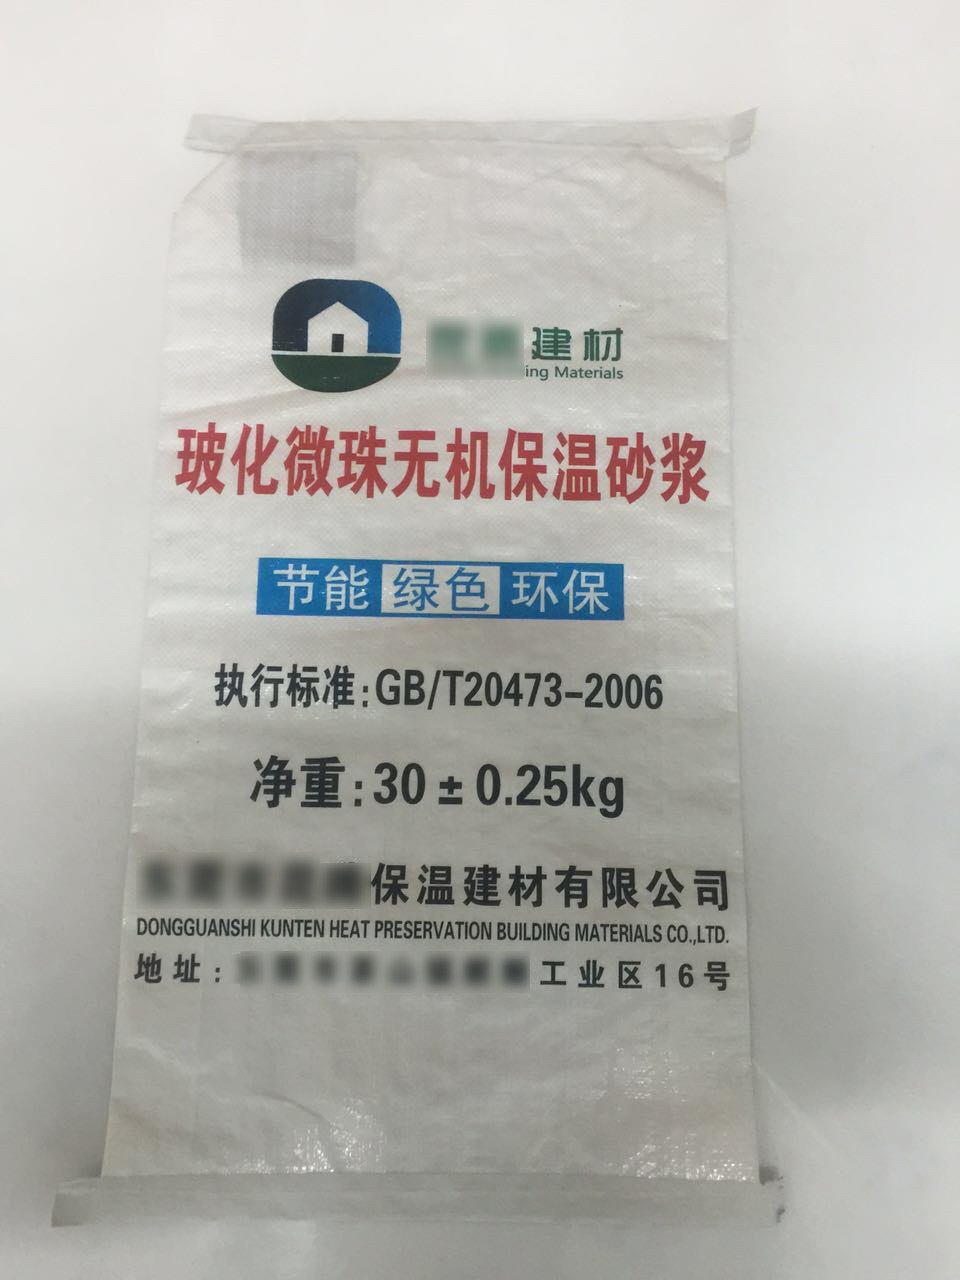 建材
ing Materials
玻化微珠无机保温砂浆
节能 绿色 环保
执行标准:GB/T20473-2006
净重:30±0.25kg
保温建材有限公司
DONGGUANSHI KUNTEN HEAT PRESERVATION BUILDING MATERIALS CO.,LTD.
地址: 工业区16号